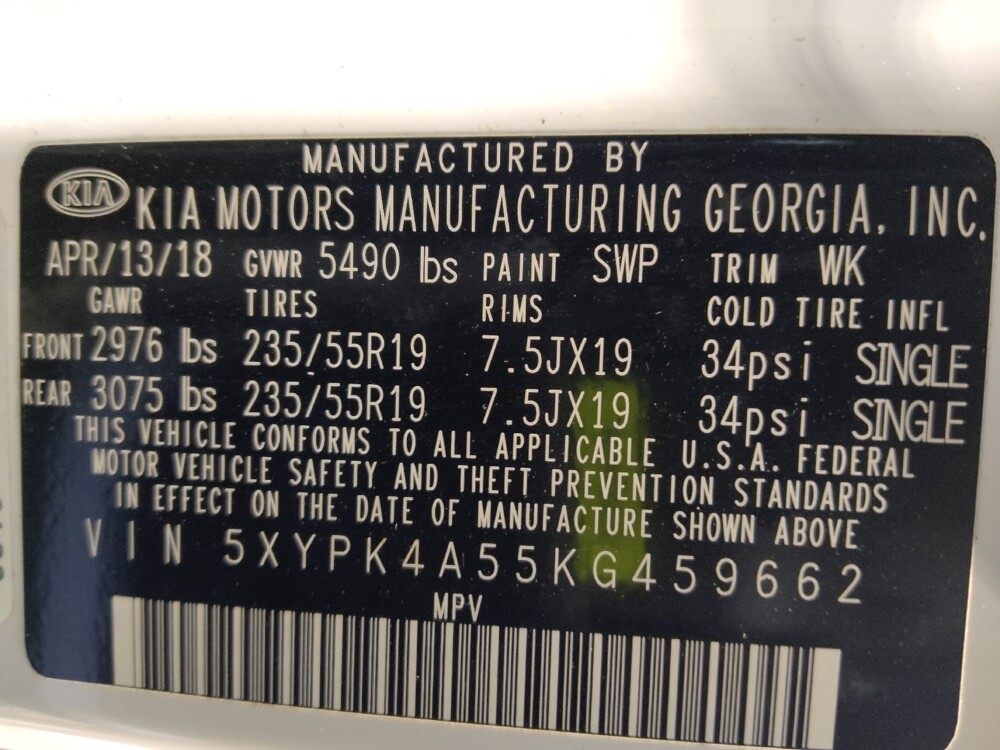 MANUFACTURED BY
KIA KIA MOTORS MANUFACTURING GEORGIA, INC.
APR/13/18 GVWR 5490 lbs PAINT SWP TRIM WK
GAWR TIRES RIMS COLD TIRE INFL
FRONT 2976 lbs 235/55R19 7.5JX19 34psi SINGLE
REAR 3075 lbs 235/55R19 7.5JX19 34psi SINGLE
THIS VEHICLE CONFORMS TO ALL APPLICABLE U.S.A. FEDERAL
MOTOR VEHICLE SAFETY AND THEFT PREVENTION STANDARDS
IN EFFECT ON THE DATE OF MANUFACTURE SHOWN ABOVE
VIN 5XYPK4A55KG459662
MPV